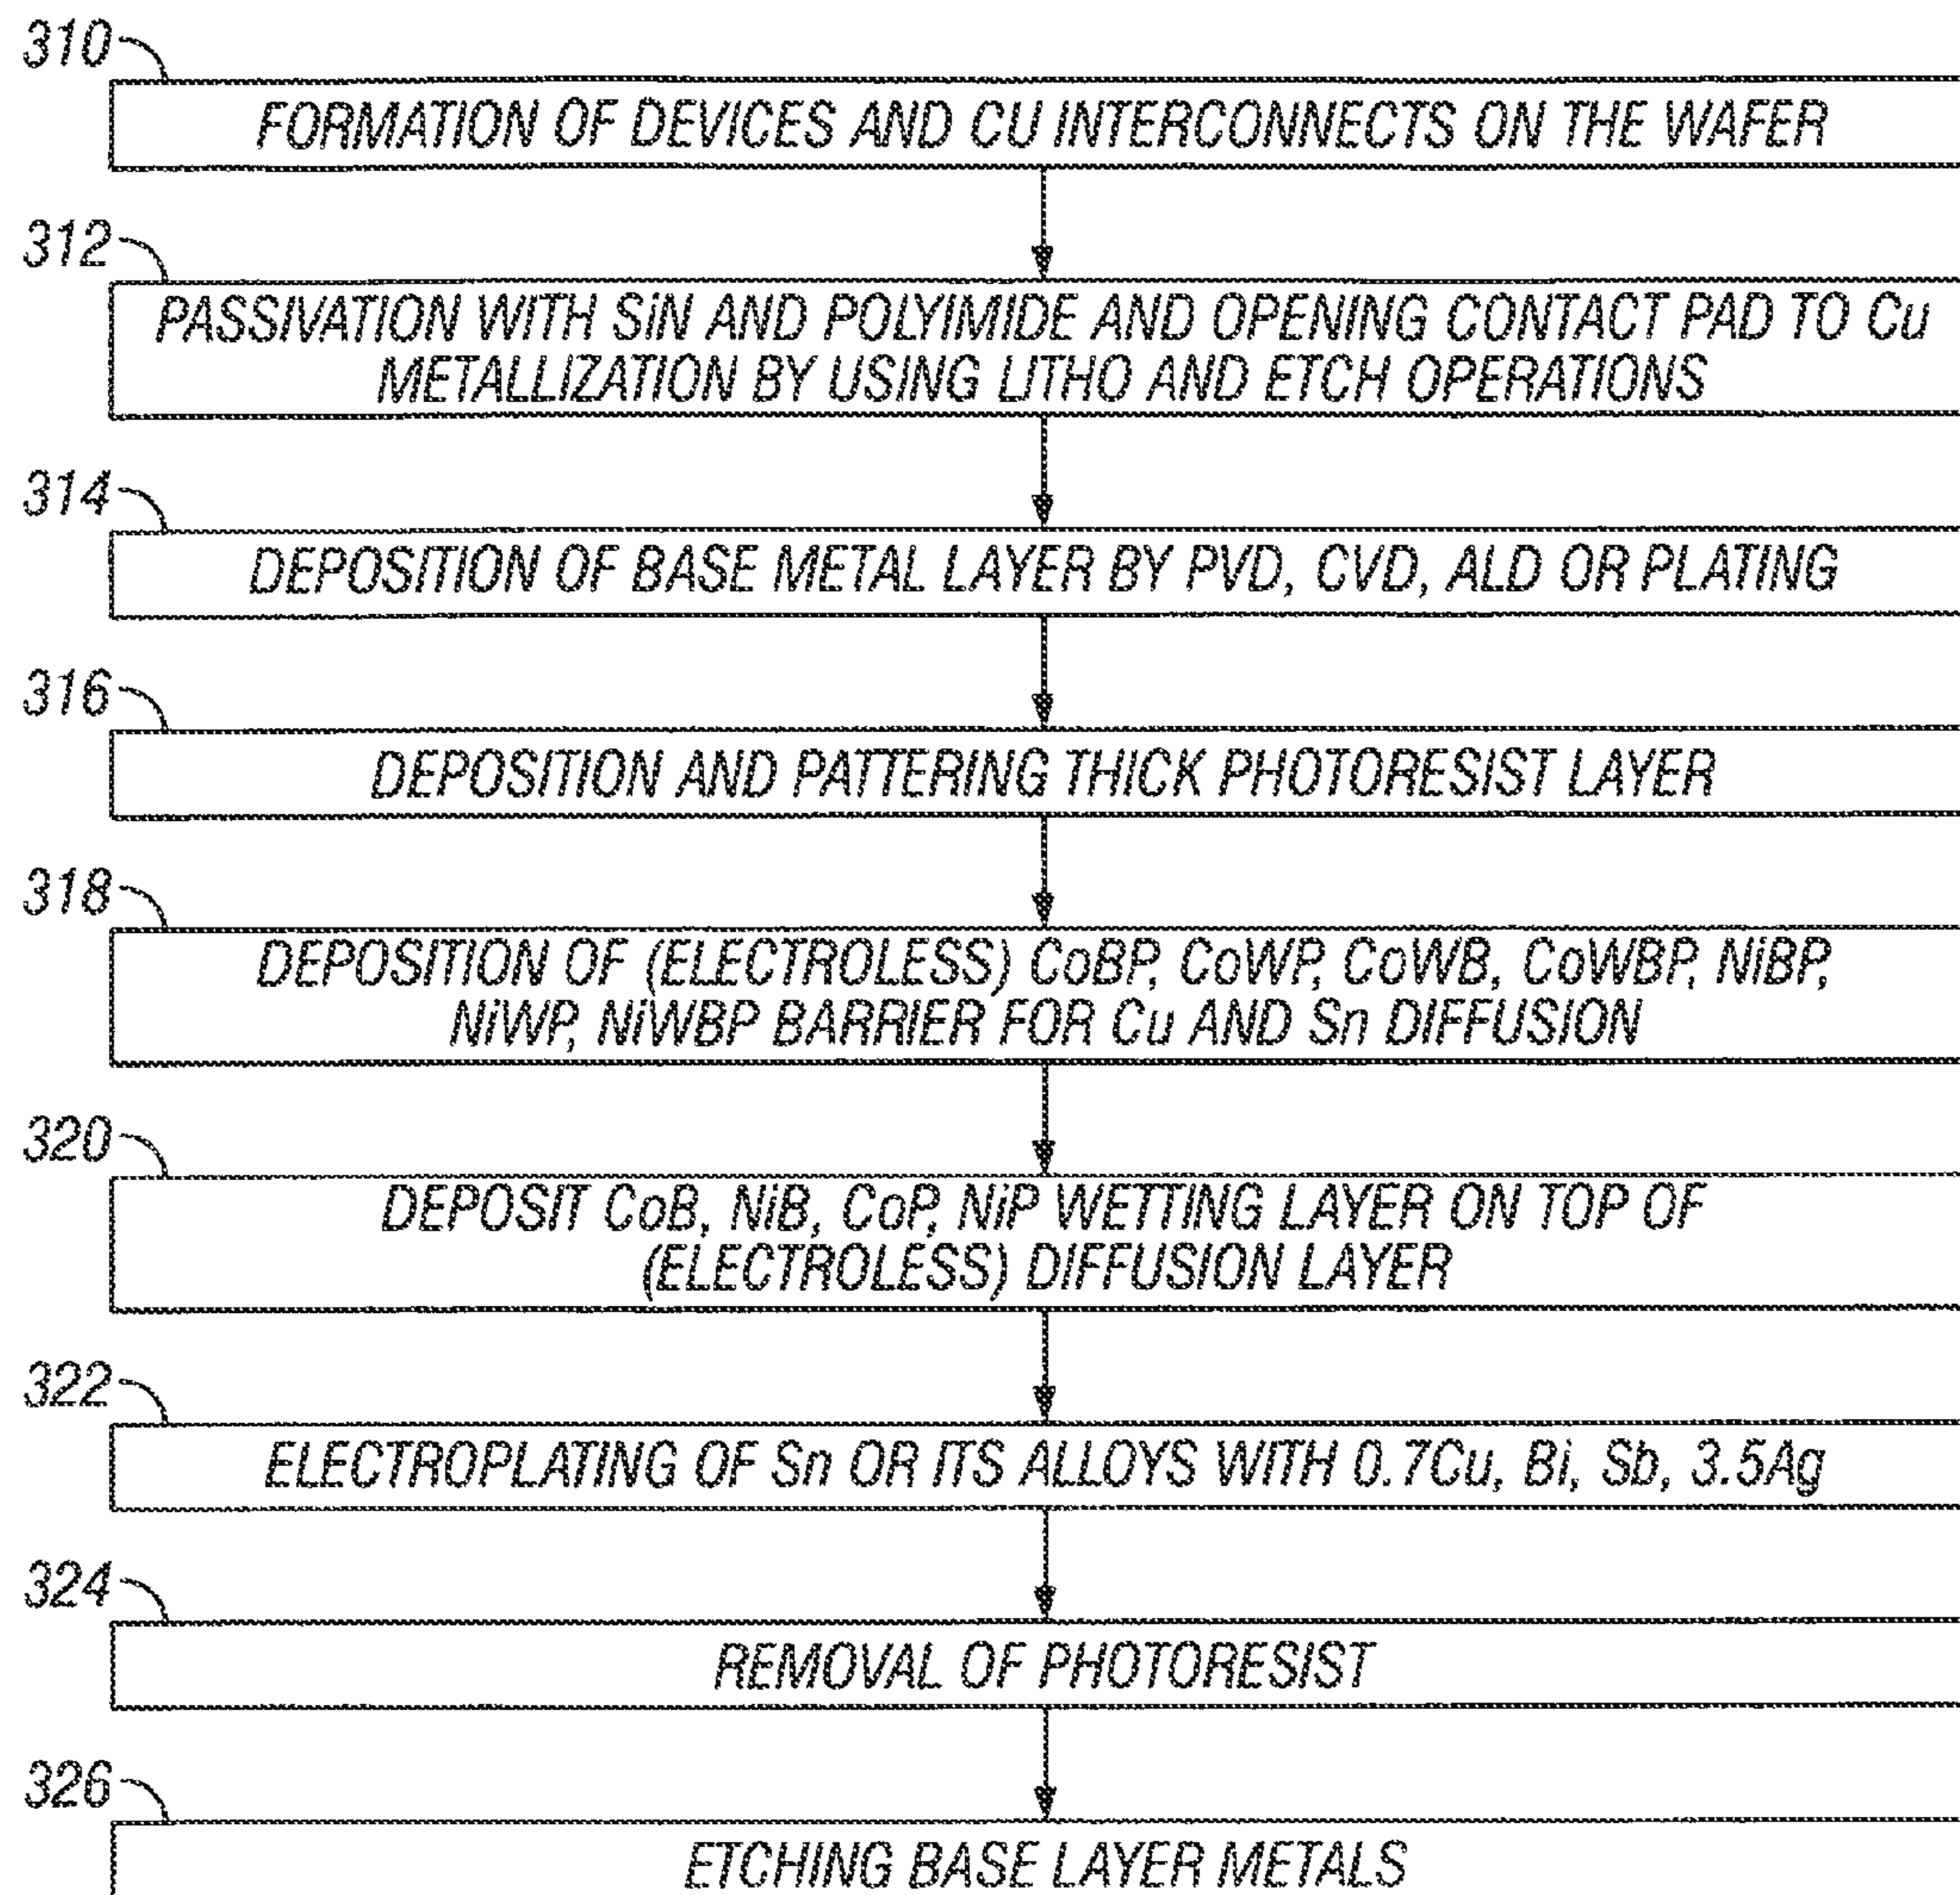 310
FORMATION OF DEVICES AND CU INTERCONNECTS ON THE WAFER
312
PASSIVATION WITH SiN AND POLYIMIDE AND OPENING CONTACT PAD TO Cu
METALLIZATION BY USING LITHO AND ETCH OPERATIONS
314
DEPOSITION OF BASE METAL LAYER BY PVD, CVD, ALD OR PLATING
316
DEPOSITION AND PATTERING THICK PHOTORESIST LAYER
318
DEPOSITION OF (ELECTROLESS) CoBP, CoWP, CoWB, CoWBP, NiBP,
NiWP, NiWBP BARRIER FOR Cu AND Sn DIFFUSION
320
DEPOSIT CoB, NiB, CoP, NiP WETTING LAYER ON TOP OF
(ELECTROLESS) DIFFUSION LAYER
322
ELECTROPLATING OF Sn OR ITS ALLOYS WITH 0.7Cu, Bi, Sb, 3.5Ag
324
REMOVAL OF PHOTORESIST
326
ETCHING BASE LAYER METALS